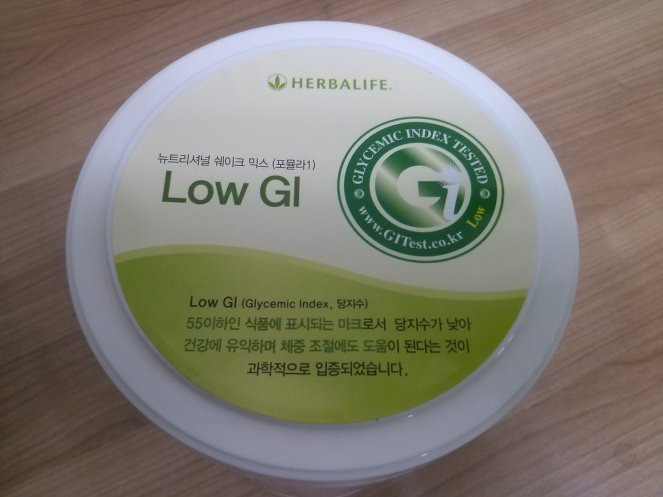 HERBALIFE.
뉴트리셔널 쉐이크 믹스 (포뮬라1)
Low GI
GLYCEMIC INDEX TESTED
Gi
Low
www.GITest.co.kr
Low GI (Glycemic Index, 당지수)
55이하인 식품에 표시되는 마크로서 당지수가 낮아
건강에 유익하며 체중 조절에도 도움이 된다는 것이
과학적으로 입증되었습니다.